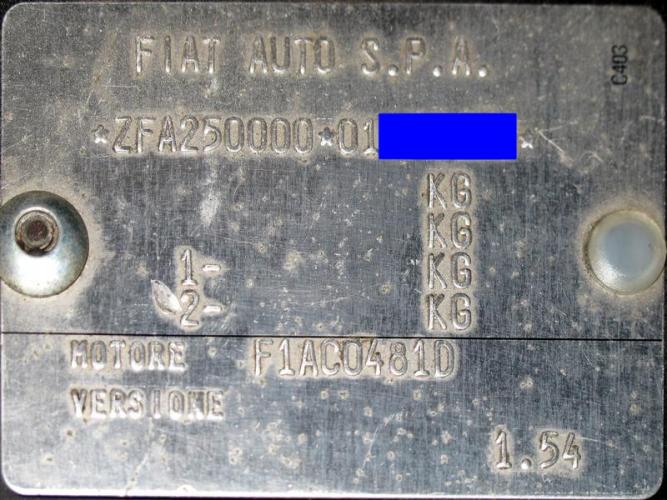 FIAT AUTO S.P.A.
C403
*ZFA250000*01
*
KG
KG
1- KG
2- KG
MOTORE F1AC0481D
VERSIONE
1.54